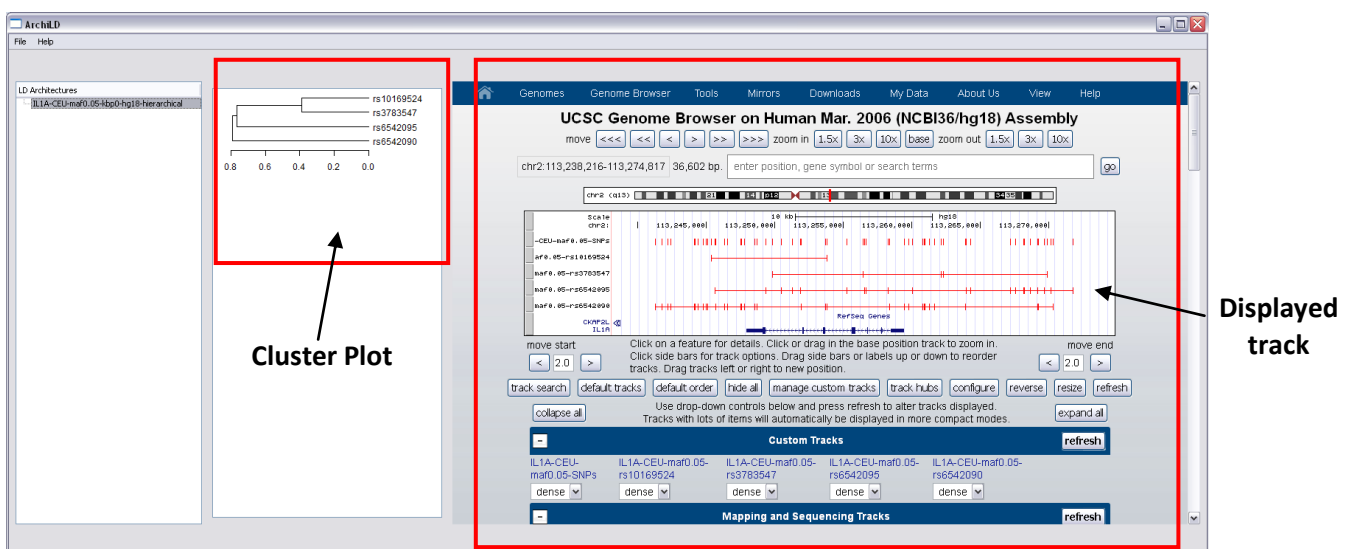 ArchiLD
File Help
LD Architectures
IL1A-CEU-maf0.05-kbp0-hg18-hierarchical
rs10169524
rs3783547
rs6542095
rs6542090
0.8 0.6 0.4 0.2 0.0
Cluster Plot
Genomes Genome Browser Tools Mirrors Downloads My Data About Us View Help
UCSC Genome Browser on Human Mar. 2006 (NCBI36/hg18) Assembly
move <<< << < > >> >>> zoom in 1.5x 3x 10x base zoom out 1.5x 3x 10x
chr2:113,238,216-113,274,817 36,602 bp. enter position, gene symbol or search terms go
chr2 (q13) 21 14 p12 13 34 35
Scale 10 kb hg18
chr2: 113,245,000 113,250,000 113,255,000 113,260,000 113,265,000 113,270,000
-CEU-maf0.05-SNPs
af0.05-rs10169524
maf0.05-rs3783547
maf0.05-rs6542095
maf0.05-rs6542090
RefSeq Genes
CKAP2L
IL1A
move start Click on a feature for details. Click or drag in the base position track to zoom in. move end
< 2.0 > Click side bars for track options. Drag side bars or labels up or down to reorder < 2.0 >
tracks. Drag tracks left or right to new position.
track search default tracks default order hide all manage custom tracks track hubs configure reverse resize refresh
collapse all Use drop-down controls below and press refresh to alter tracks displayed. expand all
Tracks with lots of items will automatically be displayed in more compact modes.
- Custom Tracks refresh
IL1A-CEU- IL1A-CEU-maf0.05- IL1A-CEU-maf0.05- IL1A-CEU-maf0.05- IL1A-CEU-maf0.05-
maf0.05-SNPs rs10169524 rs3783547 rs6542095 rs6542090
dense dense dense dense dense
- Mapping and Sequencing Tracks refresh
Displayed
track